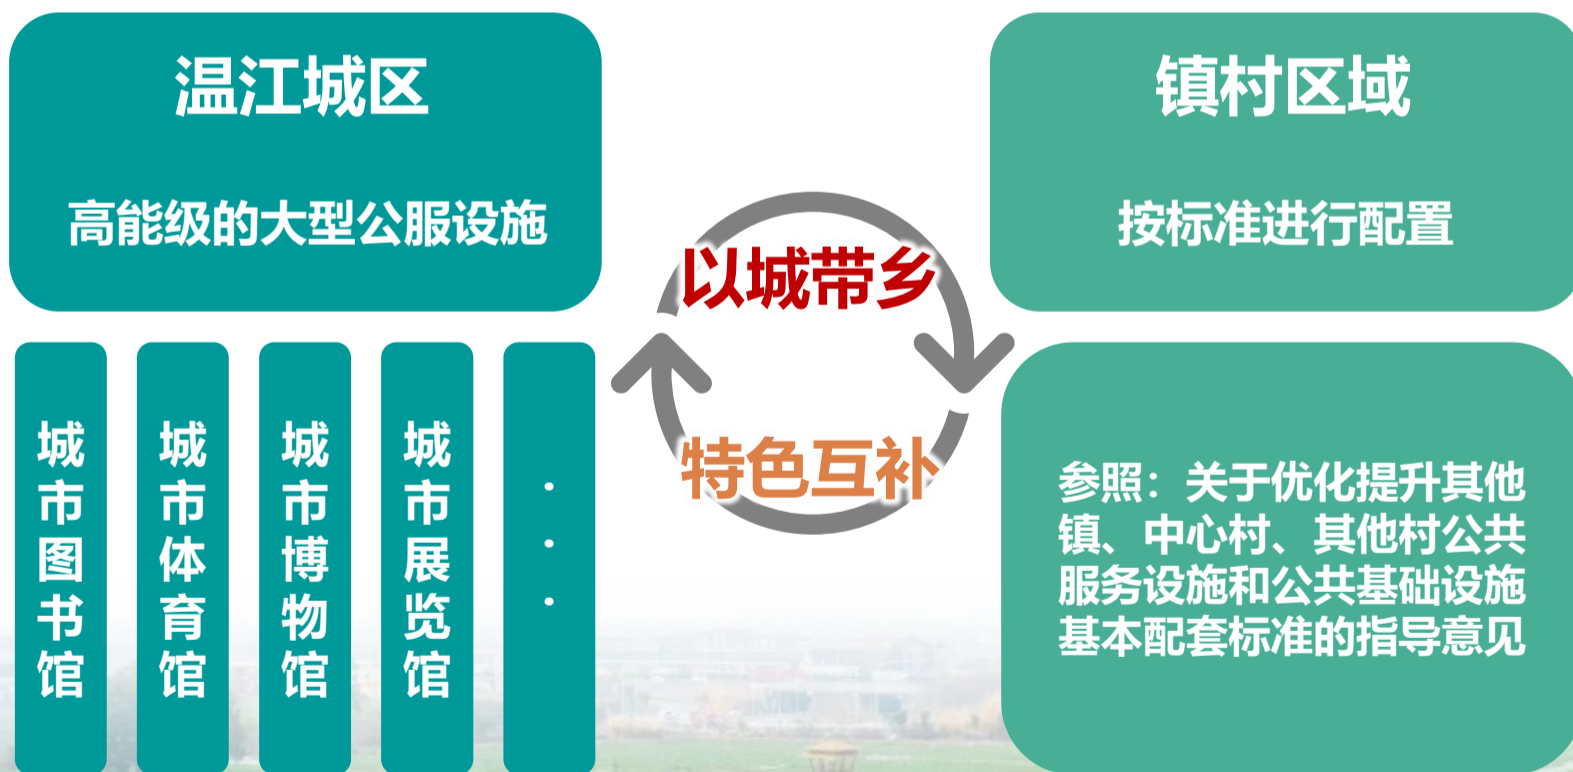 温江城区
高能级的大型公服设施
城市图书馆
城市体育馆
城市博物馆
城市展览馆
···
以城带乡
特色互补
镇村区域
按标准进行配置
参照：关于优化提升其他
镇、中心村、其他村公共
服务设施和公共基础设施
基本配套标准的指导意见